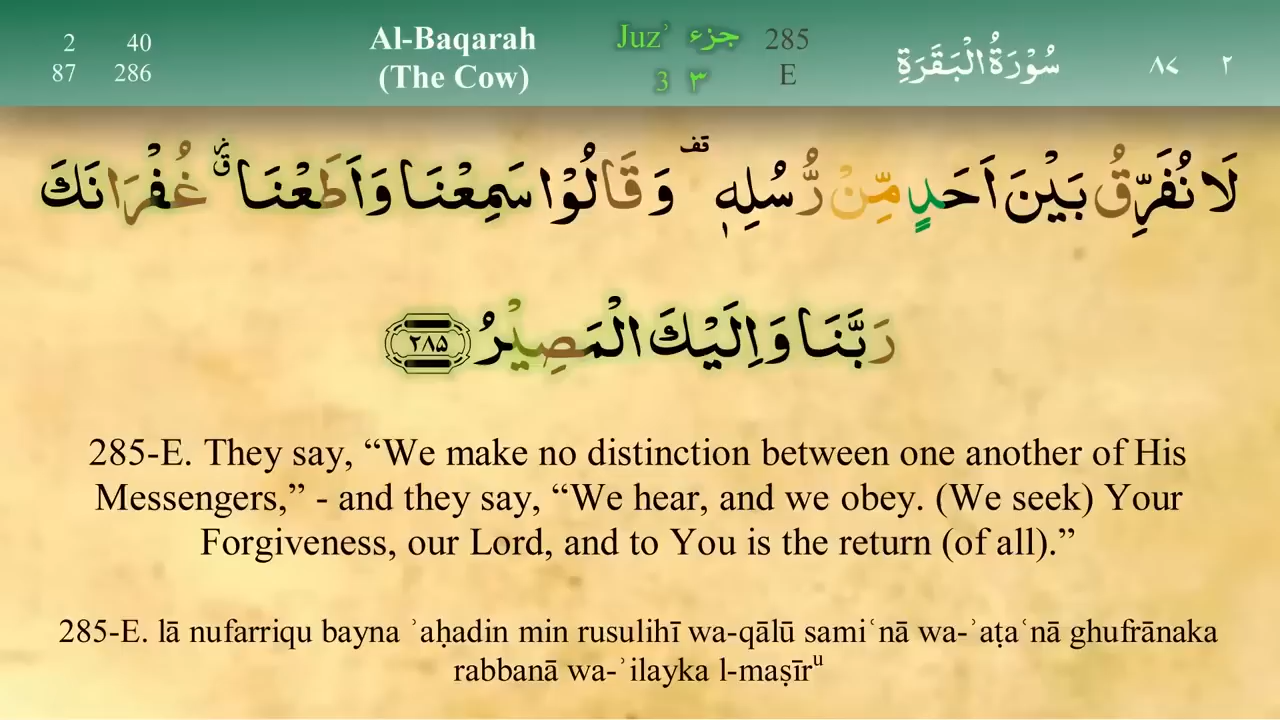 2 40 Al-Baqarah Juzʾ جزء 285 سُوْرَةُ الْبَقَرَةِ ٨٧ ٢
87 286 (The Cow) 3 ٣ E
لَا نُفَرِّقُ بَيْنَ اَحَدٍ مِّنْ رُّسُلِهٖ ۟قف وَقَالُوْا سَمِعْنَا وَاَطَعْنَا ۗ غُفْرَانَكَ
رَبَّنَا وَاِلَيْكَ الْمَصِيْرُ ٢٨٥
285-E. They say, “We make no distinction between one another of His
Messengers,” - and they say, “We hear, and we obey. (We seek) Your
Forgiveness, our Lord, and to You is the return (of all).”
285-E. lā nufarriqu bayna ʾaḥadin min rusulihī wa-qālū samiʿnā wa-ʾaṭaʿnā ghufrānaka
rabbanā wa-ʾilayka l-maṣīrᵘ